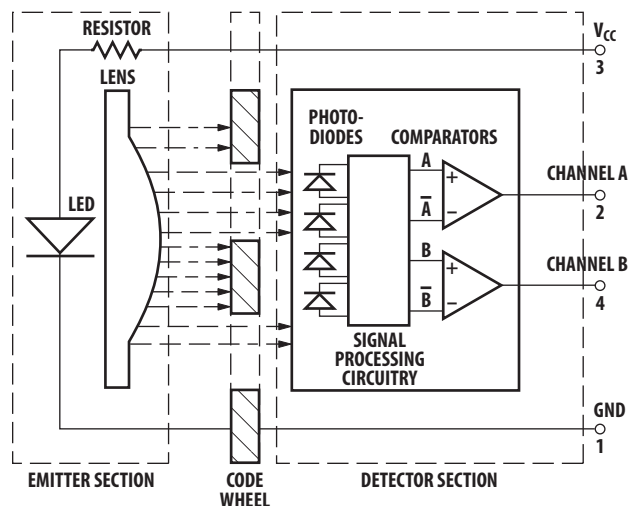 RESISTOR
LENS
LED
PHOTO-
DIODES
COMPARATORS
A
+
A̅
−
B
+
B̅
−
SIGNAL
PROCESSING
CIRCUITRY
VCC
3
CHANNEL A
2
CHANNEL B
4
GND
1
EMITTER SECTION
CODE
WHEEL
DETECTOR SECTION